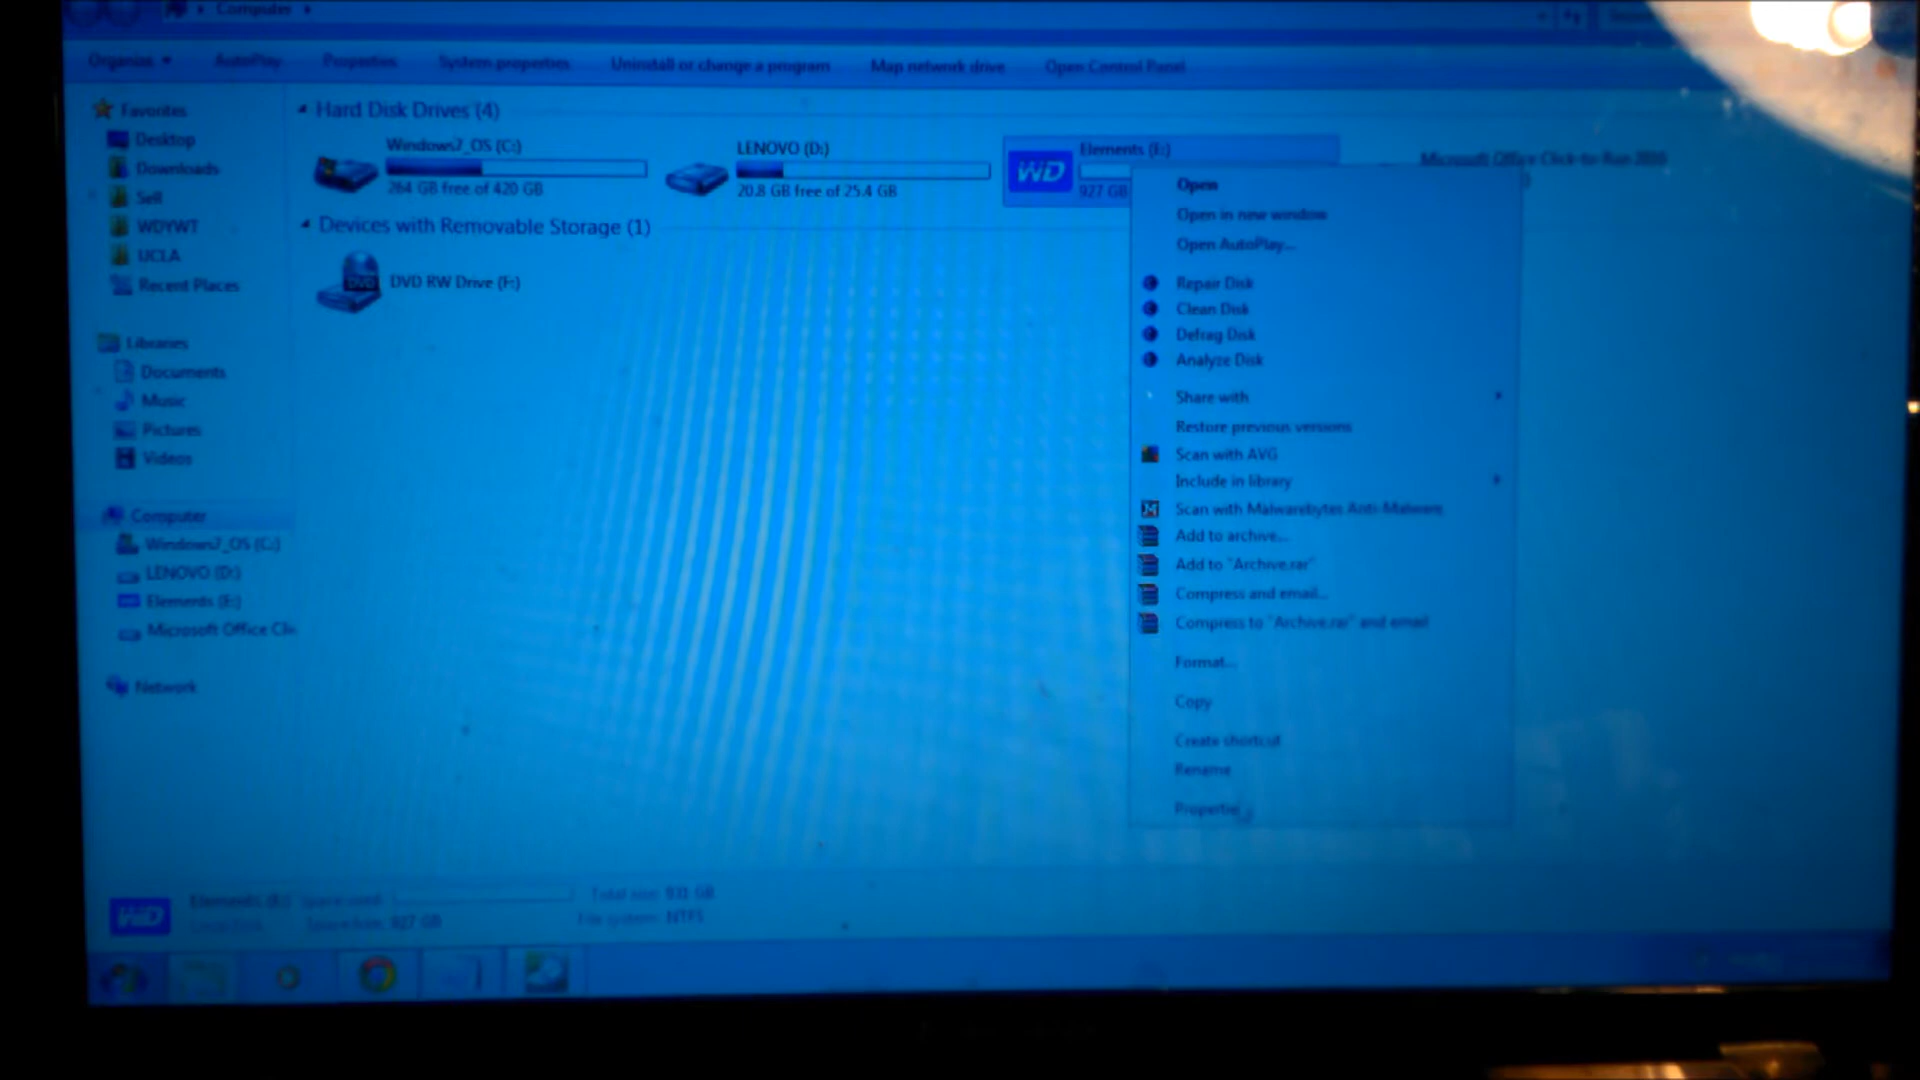 Computer
Organize AutoPlay Properties System properties Uninstall or change a program Map network drive Open Control Panel
Favorites
Desktop
Downloads
Sell
WDYWT
UCLA
Recent Places
Libraries
Documents
Music
Pictures
Videos
Computer
Windows7_OS (C:)
LENOVO (D:)
Elements (E:)
Microsoft Office Clic
Network
Hard Disk Drives (4)
Windows7_OS (C:)
264 GB free of 420 GB
LENOVO (D:)
20.8 GB free of 25.4 GB
WD
Elements (E:)
927 GB
Microsoft Office Click-to-Run 2010
Devices with Removable Storage (1)
DVD
DVD RW Drive (F:)
Open
Open in new window
Open AutoPlay...
Repair Disk
Clean Disk
Defrag Disk
Analyze Disk
Share with
Restore previous versions
Scan with AVG
Include in library
Scan with Malwarebytes Anti-Malware
Add to archive...
Add to "Archive.rar"
Compress and email...
Compress to "Archive.rar" and email
Format...
Copy
Create shortcut
Rename
Properties
WD
Elements (E:) Space used: Total size: 931 GB
Local Disk Space free: 927 GB File system: NTFS